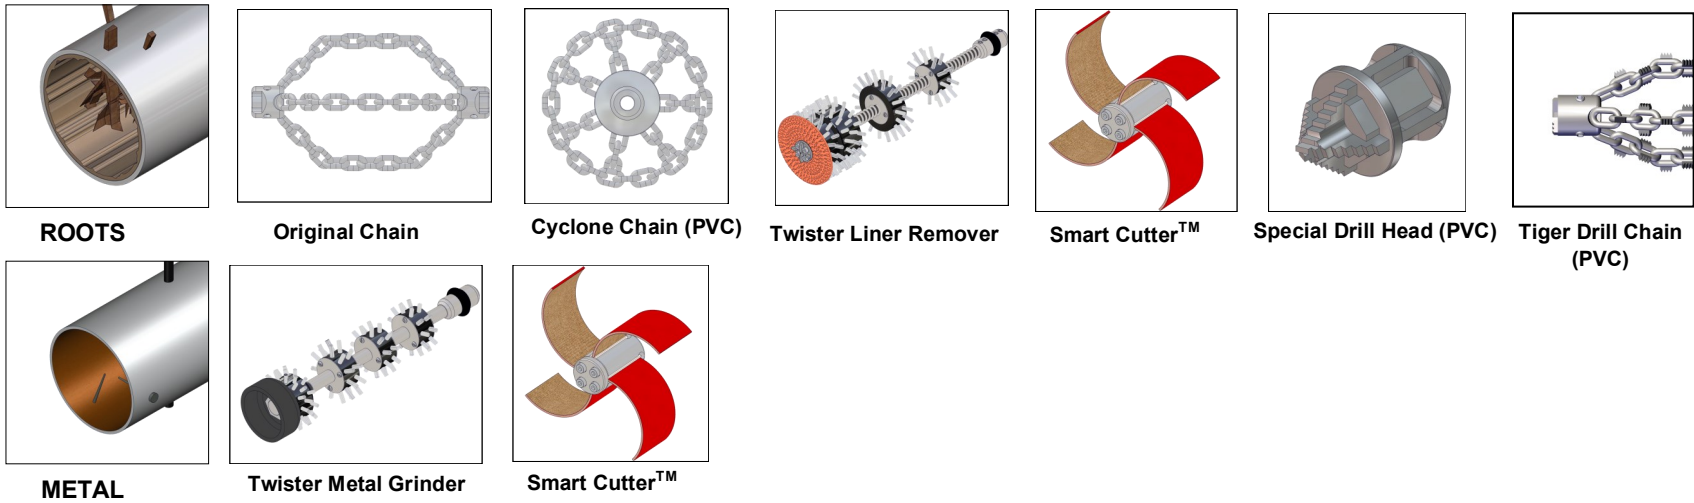 ROOTS
Original Chain
Cyclone Chain (PVC)
Twister Liner Remover
Smart Cutter™
Special Drill Head (PVC)
Tiger Drill Chain
(PVC)
METAL
Twister Metal Grinder
Smart Cutter™